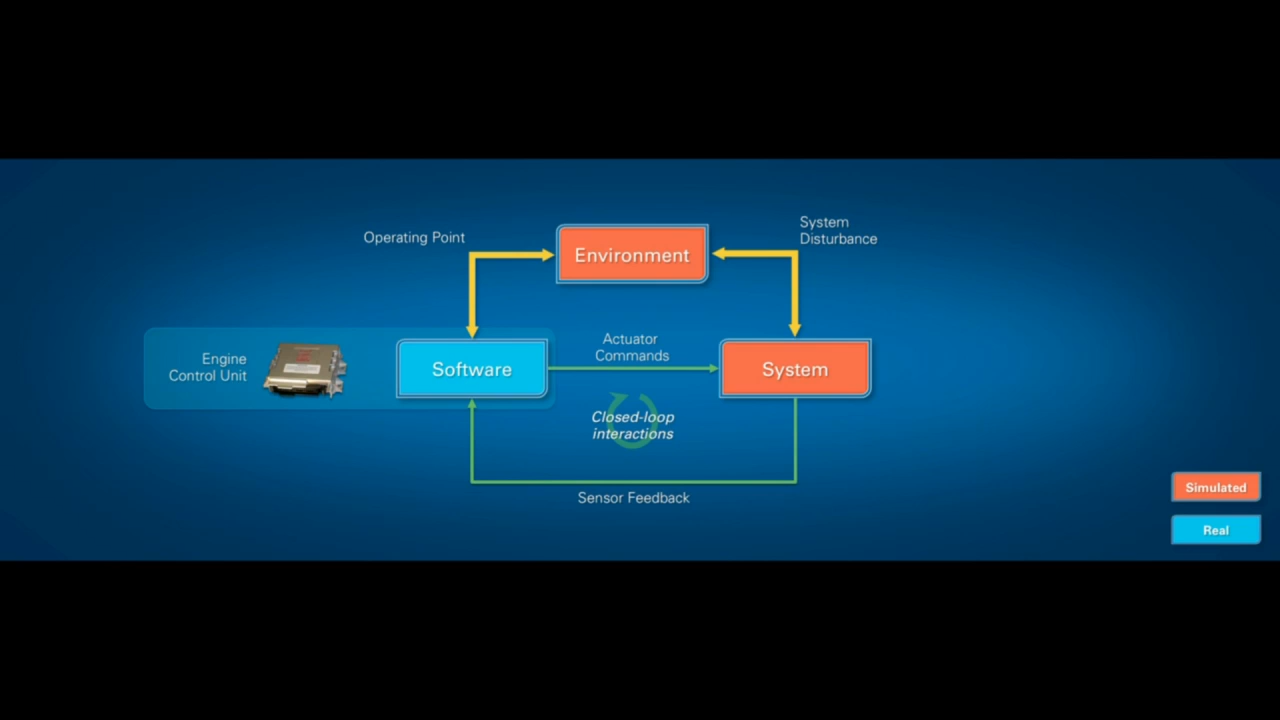 Operating Point
Environment
System
Disturbance
Engine
Control Unit
Software
Actuator
Commands
System
Closed-loop
interactions
Sensor Feedback
Simulated
Real